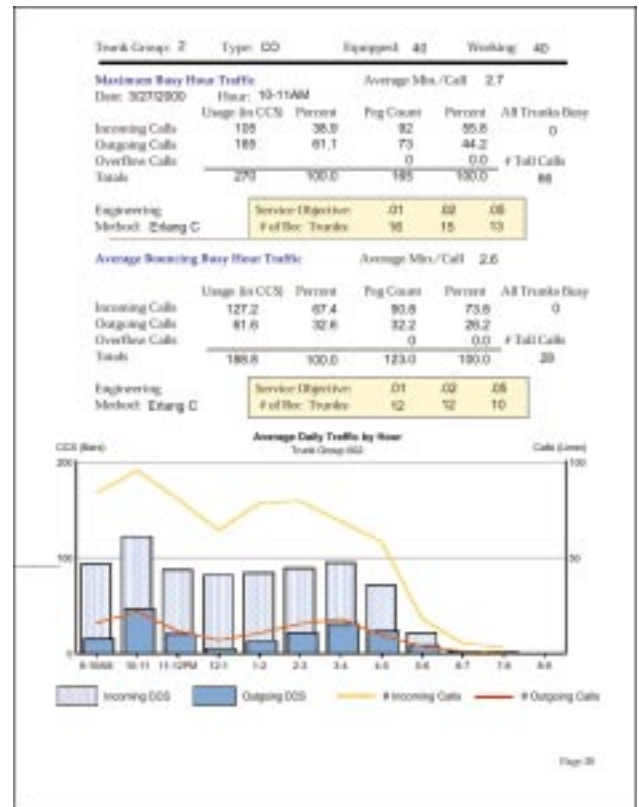 Trunk Group: 2 Type: CO Equipped: 40 Working: 40
Maximum Busy Hour Traffic Average Min./Call 2.7
Date: 3/27/2000 Hour: 10-11AM
Usage (in CCS) Percent Peg Count Percent All Trunks Busy
Incoming Calls 105 38.9 92 55.8 0
Outgoing Calls 165 61.1 73 44.2
Overflow Calls 0 0.0 # Toll Calls
Totals 270 100.0 165 100.0
Engineering Service Objective: .01 .02 .05
Method: Erlang C # of Rec. Trunks: 16 15 13
Average Bouncing Busy Hour Traffic Average Min./Call 2.6
Usage (in CCS) Percent Peg Count Percent All Trunks Busy
Incoming Calls 127.2 67.4 90.8 73.8 0
Outgoing Calls 61.6 32.6 32.2 26.2
Overflow Calls 0 0.0 # Toll Calls
Totals 188.8 100.0 123.0 100.0 28
Engineering Service Objective: .01 .02 .05
Method: Erlang C # of Rec. Trunks: 12 12 10
Average Daily Traffic by Hour
CCS (Bars) Trunk Group 002 Calls (Lines)
200 100
100 50
9-10AM 10-11 11-12PM 12-1 1-2 2-3 3-4 4-5 5-6 6-7 7-8 8-9
Incoming CCS Outgoing CCS # Incoming Calls # Outgoing Calls